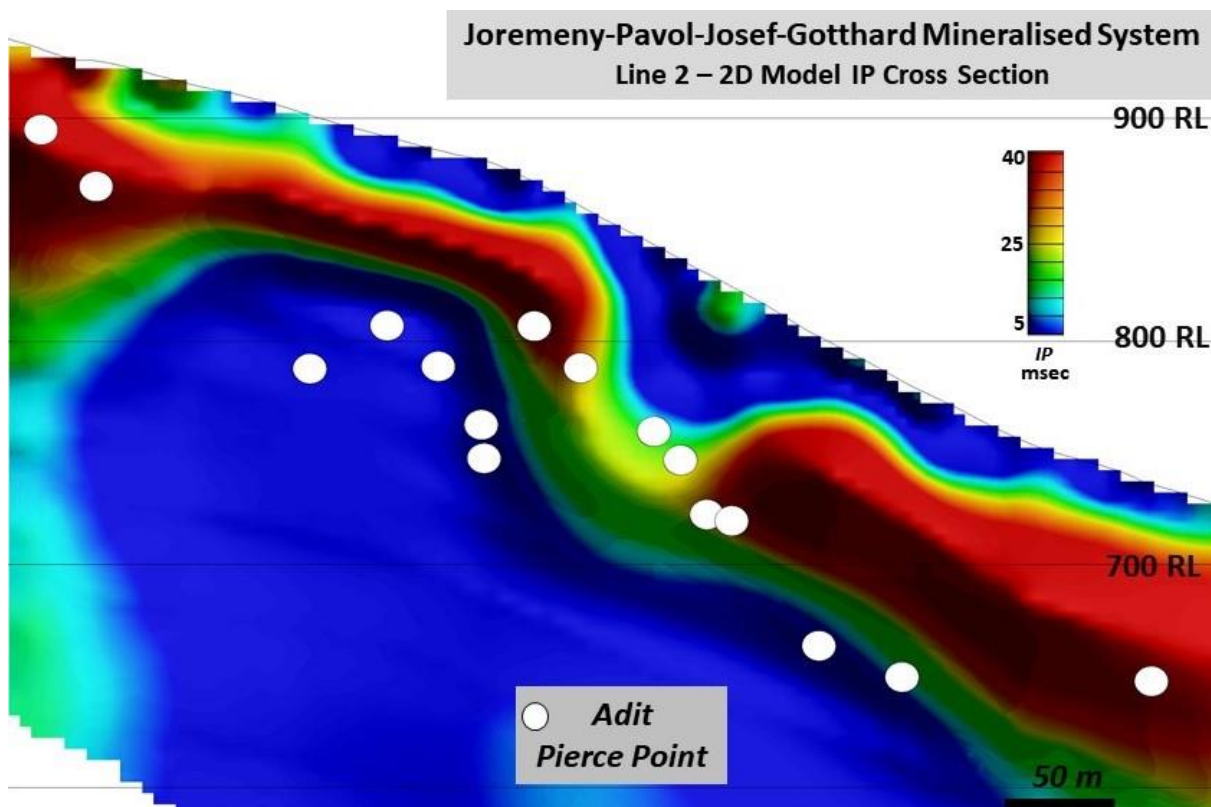 Joremeny-Pavol-Josef-Gotthard Mineralised System
Line 2 – 2D Model IP Cross Section
900 RL
40
25
5
IP
msec
800 RL
700 RL
Adit
Pierce Point
50 m